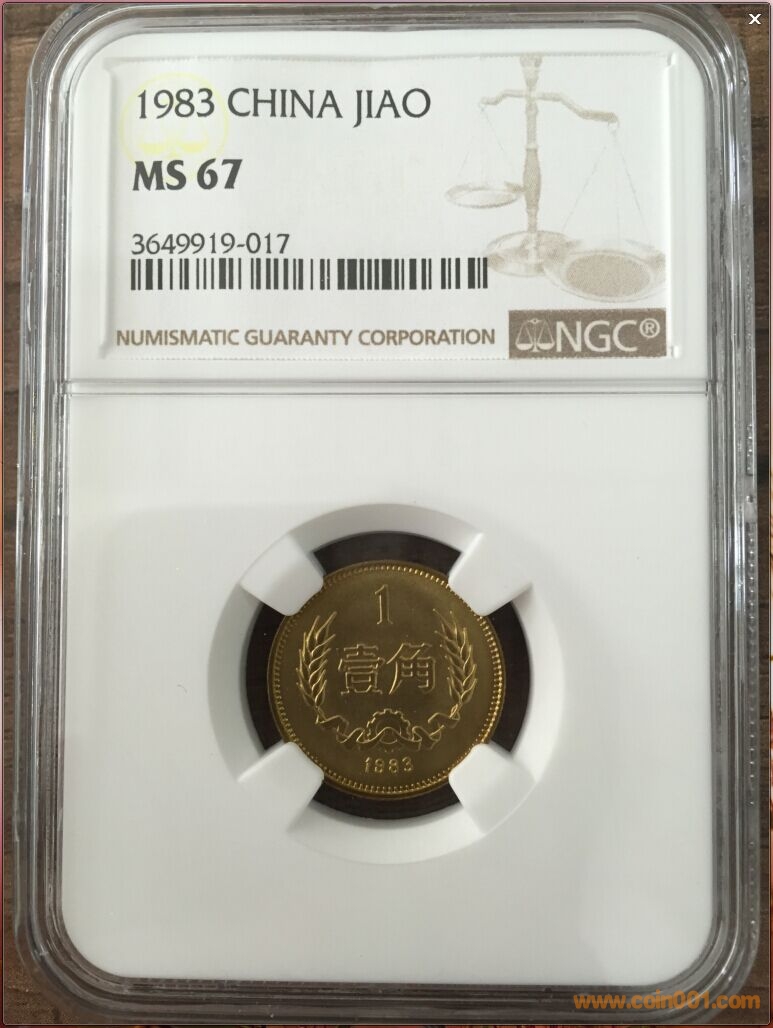 1983 CHINA JIAO
MS 67
3649919-017
NUMISMATIC GUARANTY CORPORATION
NGC®
1
壹角
1983
www.coin001.com